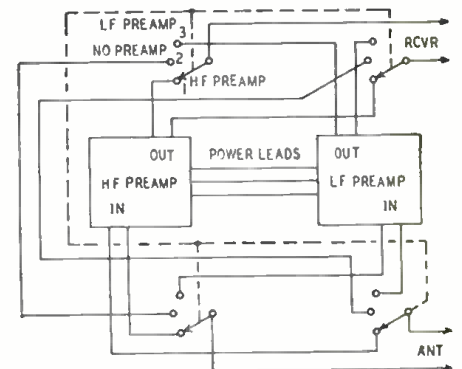 LF PREAMP 3
NO PREAMP 2
RCVR
HF PREAMP
OUT POWER LEADS OUT
HF PREAMP LF PREAMP
IN IN
ANT